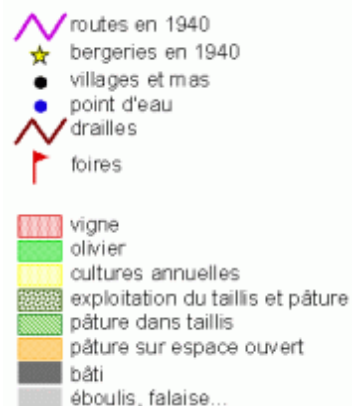 routes en 1940
bergeries en 1940
villages et mas
point d'eau
drailles
foires
vigne
olivier
cultures annuelles
exploitation du taillis et pâture
pâture dans taillis
pâture sur espace ouvert
bâti
éboulis, falaise...